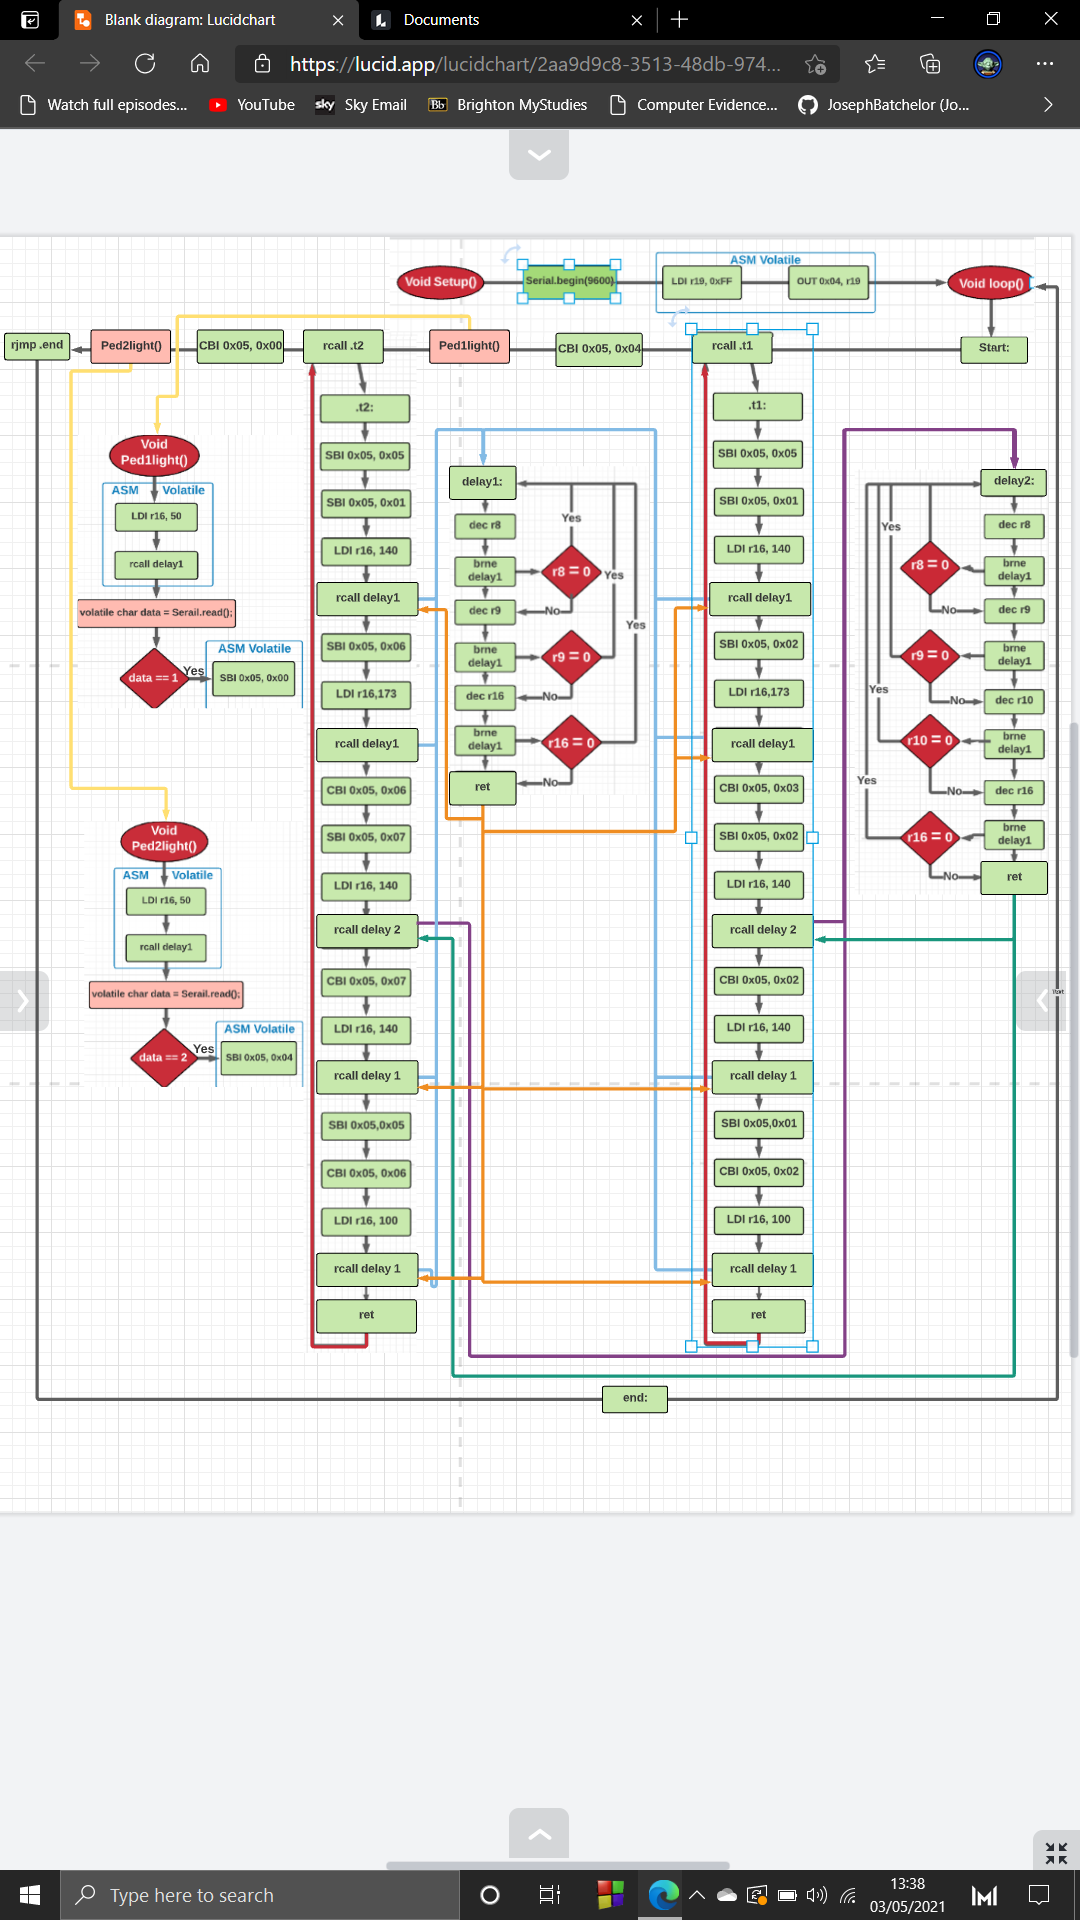 Blank diagram: Lucidchart
Documents
https://lucid.app/lucidchart/2aa9d9c8-3513-48db-974...
Watch full episodes...
YouTube
sky Sky Email
Bb Brighton MyStudies
Computer Evidence...
JosephBatchelor (Jo...
Void Setup()
Serial.begin(9600)
ASM Volatile
LDI r19, 0xFF
OUT 0x04, r19
Void loop()
rjmp .end
Ped2light()
CBI 0x05, 0x00
rcall .t2
Ped1light()
CBI 0x05, 0x04
rcall .t1
Start:
Void
Ped1light()
ASM Volatile
LDI r16, 50
rcall delay1
volatile char data = Serail.read();
data == 1
Yes
ASM Volatile
SBI 0x05, 0x00
Void
Ped2light()
ASM Volatile
LDI r16, 50
rcall delay1
volatile char data = Serail.read();
data == 2
Yes
ASM Volatile
SBI 0x05, 0x04
.t2:
SBI 0x05, 0x05
SBI 0x05, 0x01
LDI r16, 140
rcall delay1
SBI 0x05, 0x06
LDI r16,173
rcall delay1
CBI 0x05, 0x06
SBI 0x05, 0x07
LDI r16, 140
rcall delay 2
CBI 0x05, 0x07
LDI r16, 140
rcall delay 1
SBI 0x05,0x05
CBI 0x05, 0x06
LDI r16, 100
rcall delay 1
ret
delay1:
dec r8
brne
delay1
r8 = 0
Yes
No
dec r9
brne
delay1
r9 = 0
Yes
No
dec r16
brne
delay1
r16 = 0
Yes
No
ret
.t1:
SBI 0x05, 0x05
SBI 0x05, 0x01
LDI r16, 140
rcall delay1
SBI 0x05, 0x02
LDI r16,173
rcall delay1
CBI 0x05, 0x03
SBI 0x05, 0x02
LDI r16, 140
rcall delay 2
CBI 0x05, 0x02
LDI r16, 140
rcall delay 1
SBI 0x05,0x01
CBI 0x05, 0x02
LDI r16, 100
rcall delay 1
ret
delay2:
dec r8
brne
delay1
r8 = 0
Yes
No
dec r9
brne
delay1
r9 = 0
Yes
No
dec r10
brne
delay1
r10 = 0
Yes
No
dec r16
brne
delay1
r16 = 0
Yes
No
ret
Text
end:
Type here to search
13:38
03/05/2021